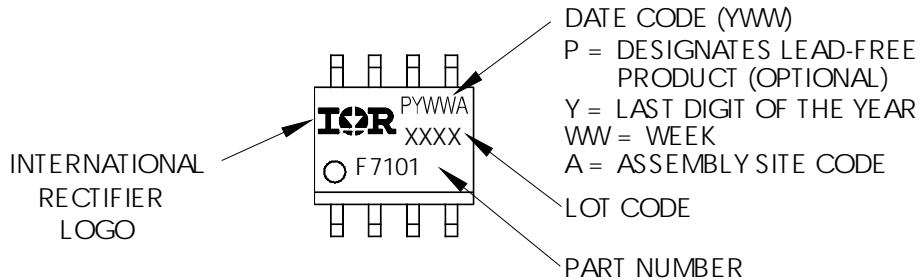 DATE CODE (YWW)
P = DESIGNATES LEAD-FREE
PRODUCT (OPTIONAL)
Y = LAST DIGIT OF THE YEAR
WW = WEEK
A = ASSEMBLY SITE CODE
PYWWA
IOR
XXXX
F7101
INTERNATIONAL
RECTIFIER
LOGO
LOT CODE
PART NUMBER